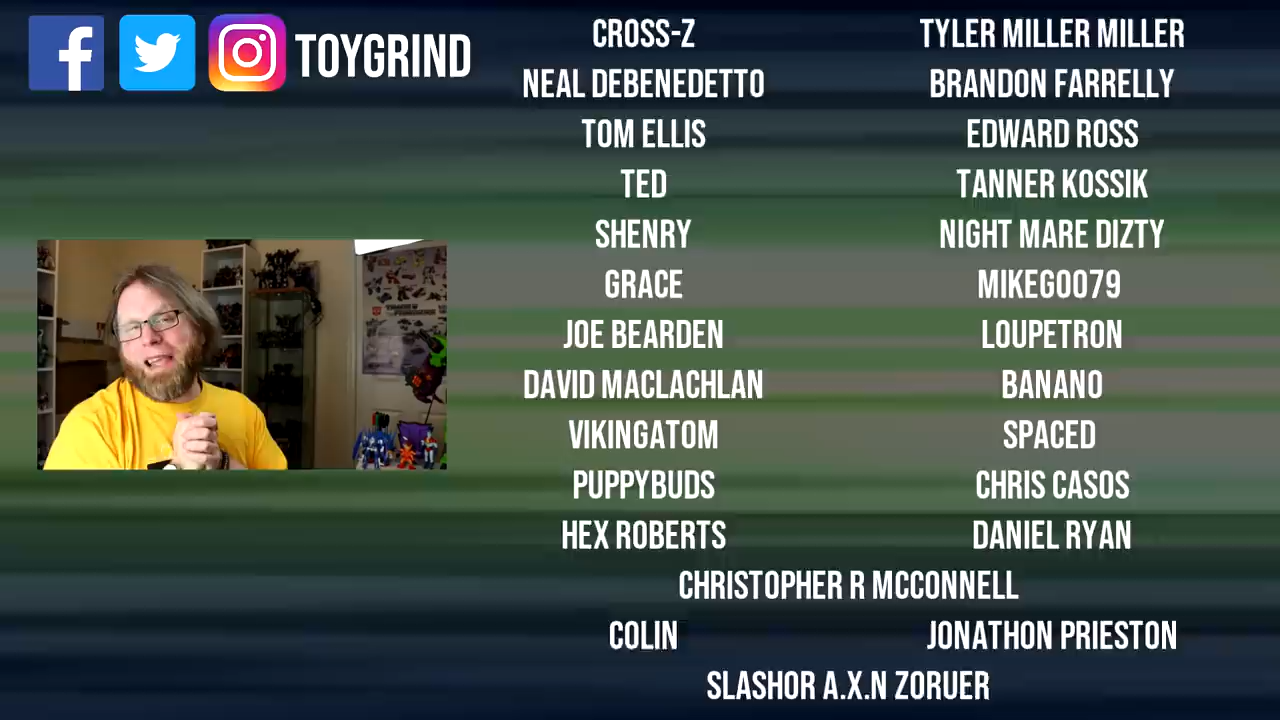 TOYGRIND
CROSS-Z TYLER MILLER MILLER
NEAL DEBENEDETTO BRANDON FARRELLY
TOM ELLIS EDWARD ROSS
TED TANNER KOSSIK
SHENRY NIGHT MARE DIZTY
GRACE MIKEG0079
JOE BEARDEN LOUPETRON
DAVID MACLACHLAN BANANO
VIKINGATOM SPACED
PUPPYBUDS CHRIS CASOS
HEX ROBERTS DANIEL RYAN
CHRISTOPHER R MCCONNELL
COLIN JONATHON PRIESTON
SLASHOR A.X.N ZORUER